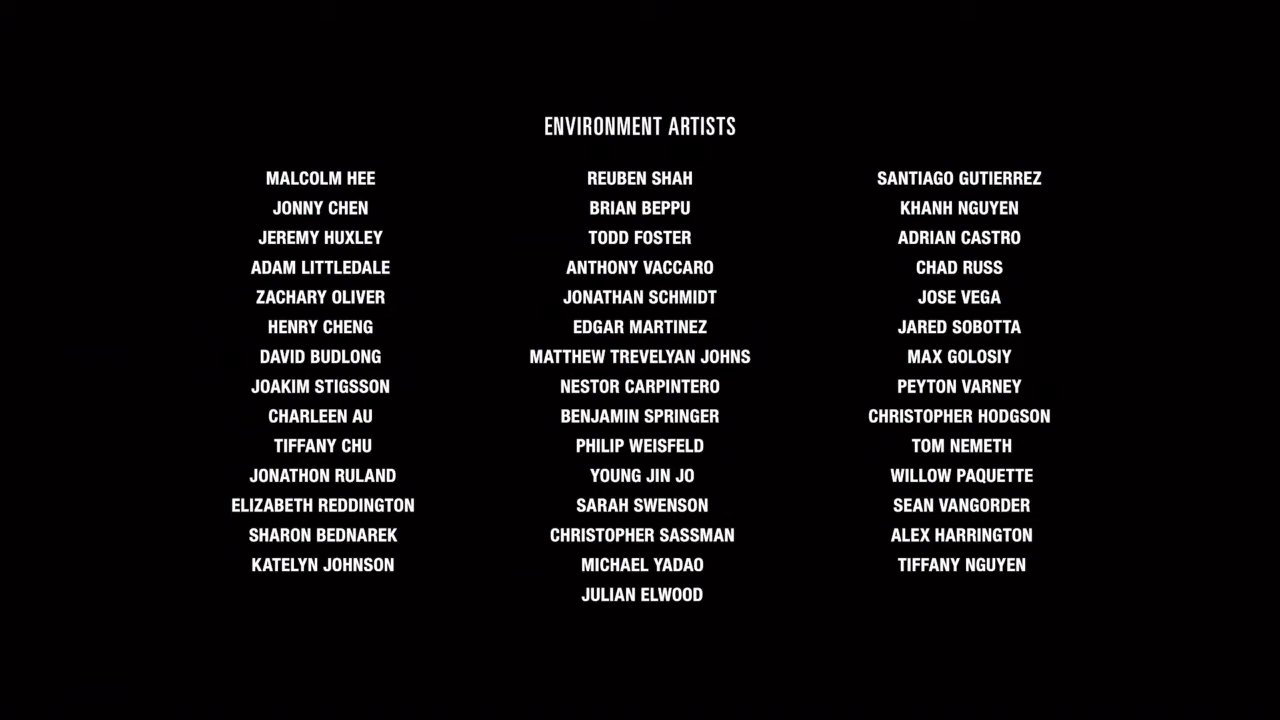 ENVIRONMENT ARTISTS
MALCOLM HEE
JONNY CHEN
JEREMY HUXLEY
ADAM LITTLEDALE
ZACHARY OLIVER
HENRY CHENG
DAVID BUDLONG
JOAKIM STIGSSON
CHARLEEN AU
TIFFANY CHU
JONATHON RULAND
ELIZABETH REDDINGTON
SHARON BEDNAREK
KATELYN JOHNSON
REUBEN SHAH
BRIAN BEPPU
TODD FOSTER
ANTHONY VACCARO
JONATHAN SCHMIDT
EDGAR MARTINEZ
MATTHEW TREVELYAN JOHNS
NESTOR CARPINTERO
BENJAMIN SPRINGER
PHILIP WEISFELD
YOUNG JIN JO
SARAH SWENSON
CHRISTOPHER SASSMAN
MICHAEL YADAO
JULIAN ELWOOD
SANTIAGO GUTIERREZ
KHANH NGUYEN
ADRIAN CASTRO
CHAD RUSS
JOSE VEGA
JARED SOBOTTA
MAX GOLOSIY
PEYTON VARNEY
CHRISTOPHER HODGSON
TOM NEMETH
WILLOW PAQUETTE
SEAN VANGORDER
ALEX HARRINGTON
TIFFANY NGUYEN